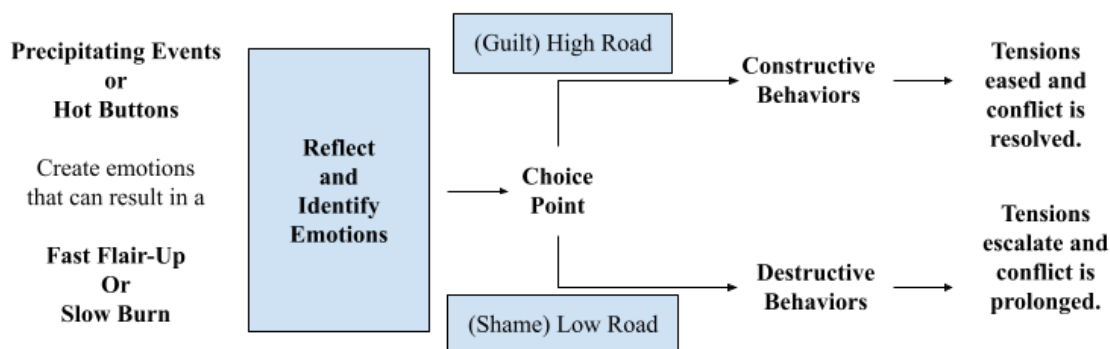 Precipitating Events
or
Hot Buttons
Create emotions
that can result in a
Fast Flair-Up
Or
Slow Burn
Reflect
and
Identify
Emotions
Choice
Point
(Guilt) High Road
Constructive
Behaviors
Tensions
eased and
conflict is
resolved.
(Shame) Low Road
Destructive
Behaviors
Tensions
escalate and
conflict is
prolonged.